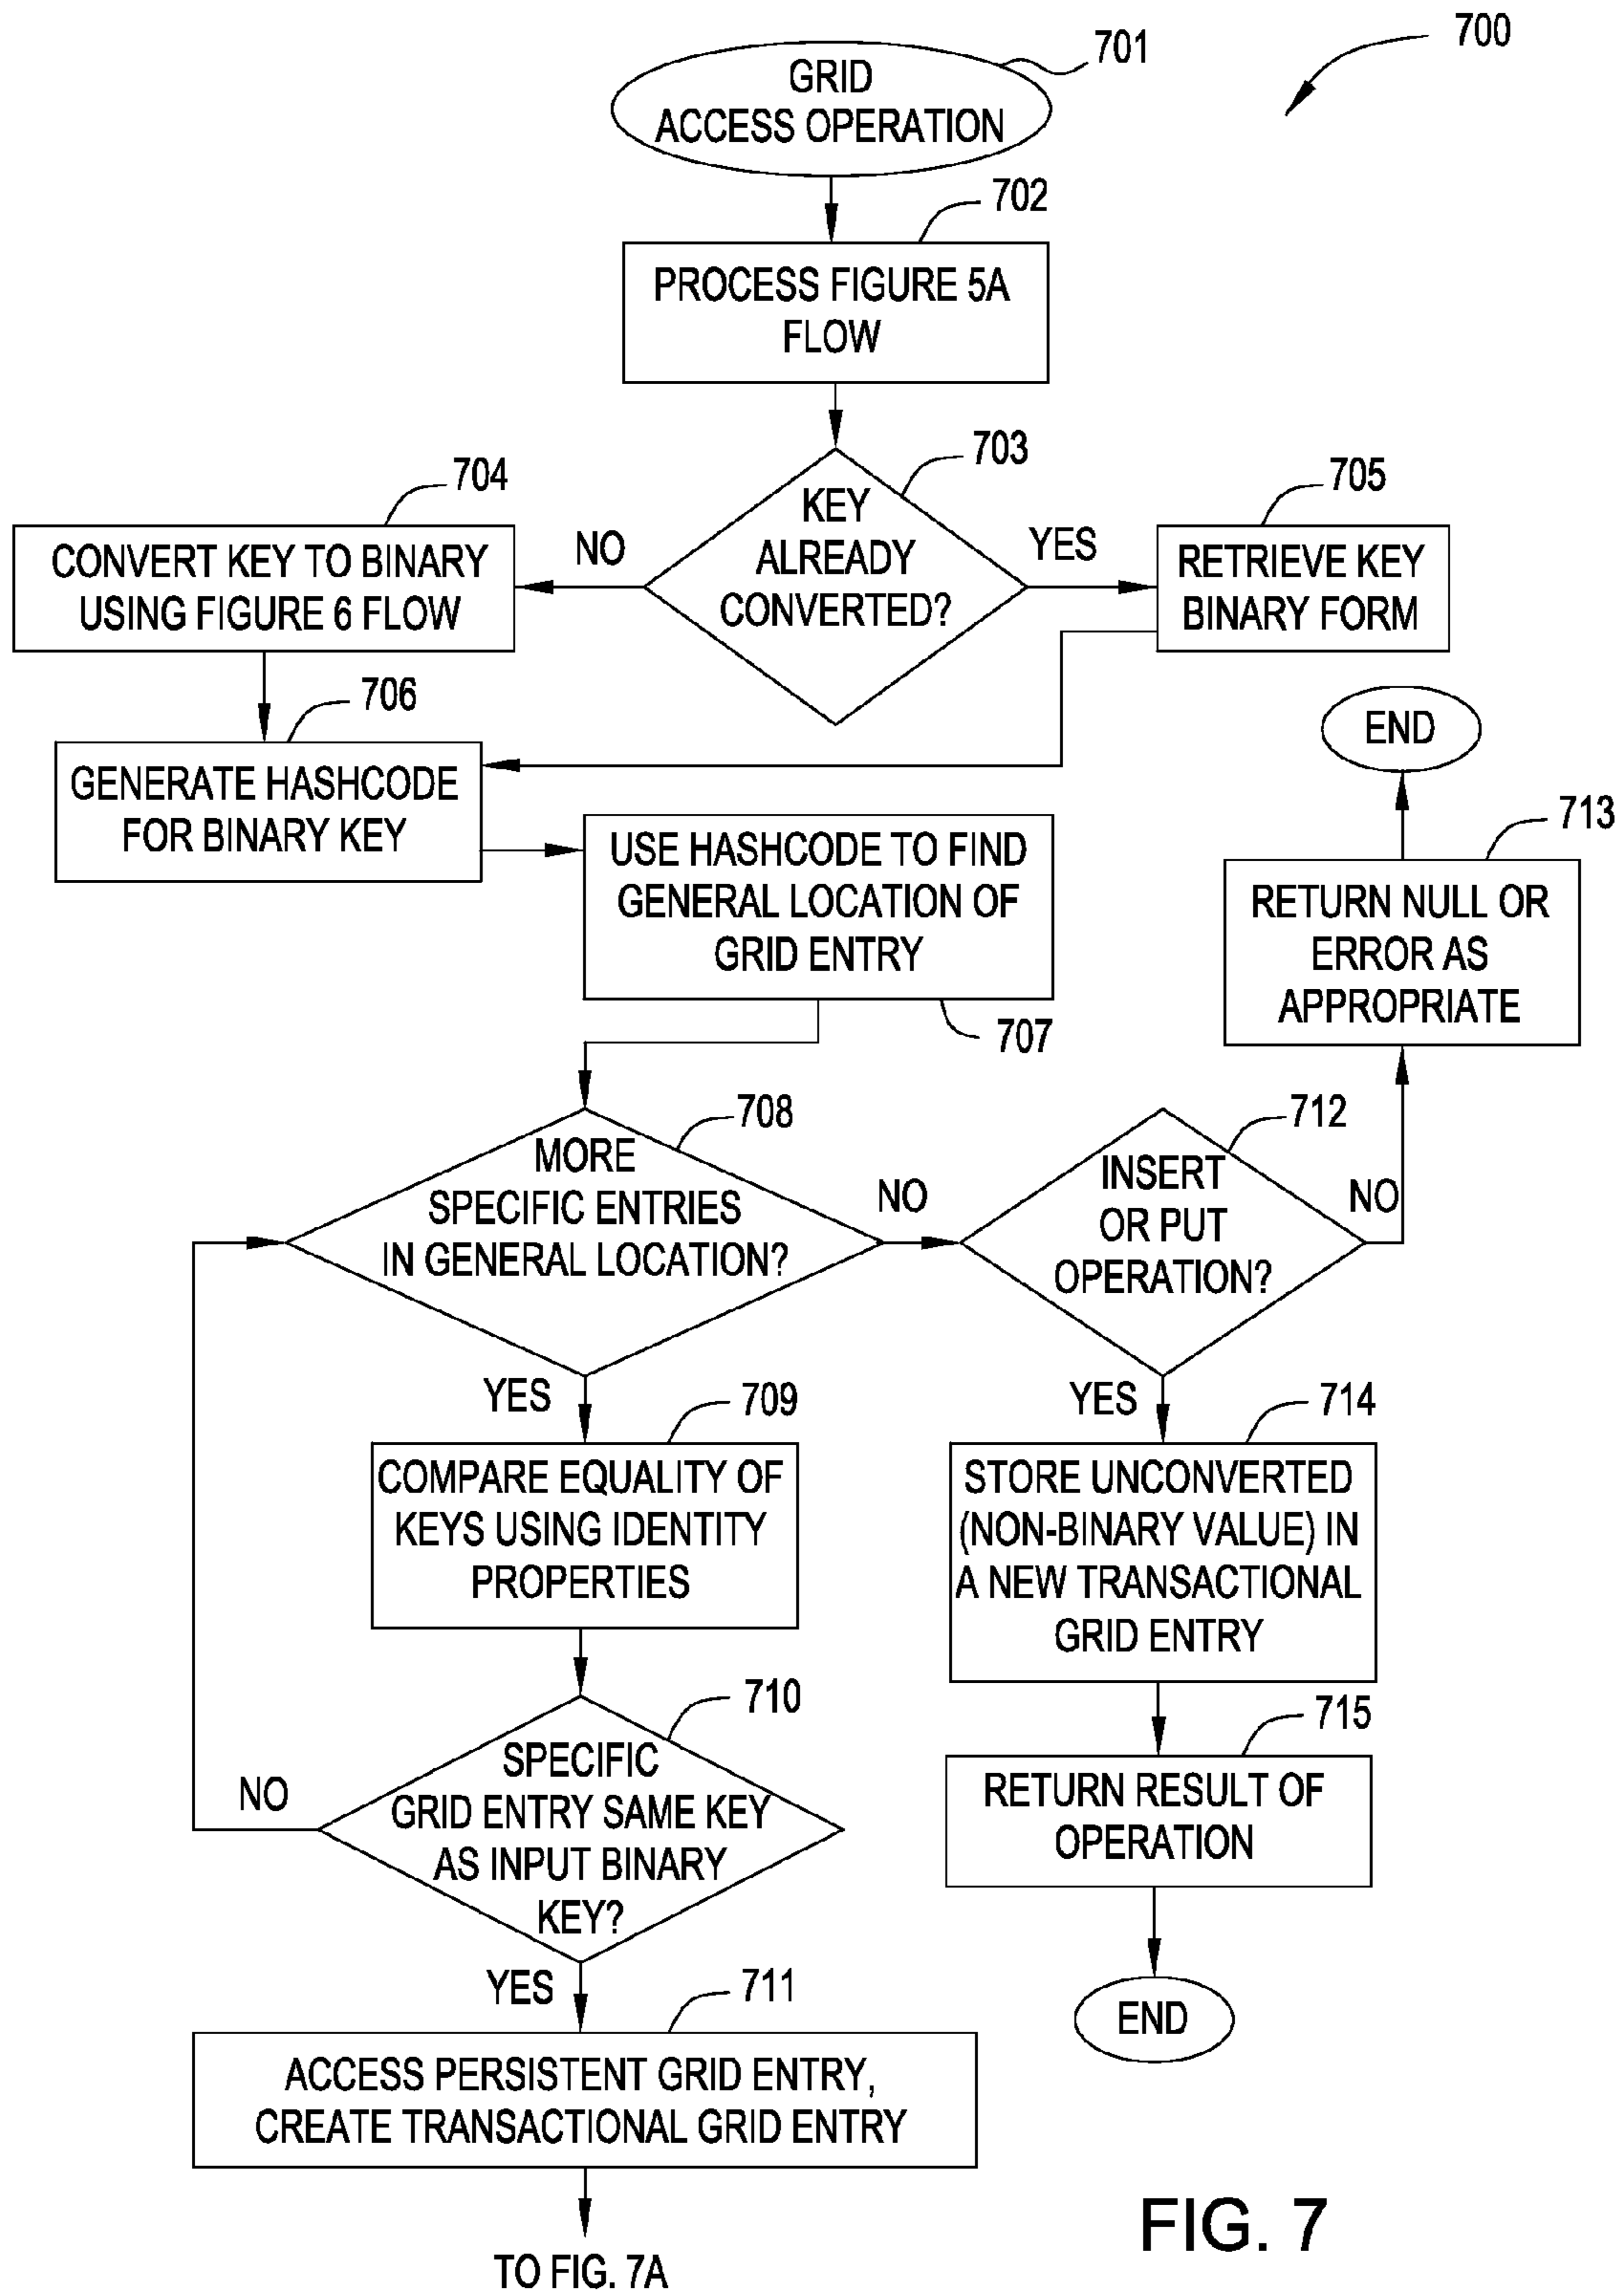 700
701
GRID
ACCESS OPERATION
702
PROCESS FIGURE 5A
FLOW
703
KEY
ALREADY
CONVERTED?
NO
YES
704
CONVERT KEY TO BINARY
USING FIGURE 6 FLOW
705
RETRIEVE KEY
BINARY FORM
706
GENERATE HASHCODE
FOR BINARY KEY
END
713
RETURN NULL OR
ERROR AS
APPROPRIATE
USE HASHCODE TO FIND
GENERAL LOCATION OF
GRID ENTRY
707
708
MORE
SPECIFIC ENTRIES
IN GENERAL LOCATION?
NO
712
INSERT
OR PUT
OPERATION?
NO
YES
709
COMPARE EQUALITY OF
KEYS USING IDENTITY
PROPERTIES
YES
714
STORE UNCONVERTED
(NON-BINARY VALUE) IN
A NEW TRANSACTIONAL
GRID ENTRY
710
SPECIFIC
GRID ENTRY SAME KEY
AS INPUT BINARY
KEY?
NO
715
RETURN RESULT OF
OPERATION
END
YES
711
ACCESS PERSISTENT GRID ENTRY,
CREATE TRANSACTIONAL GRID ENTRY
TO FIG. 7A
FIG. 7